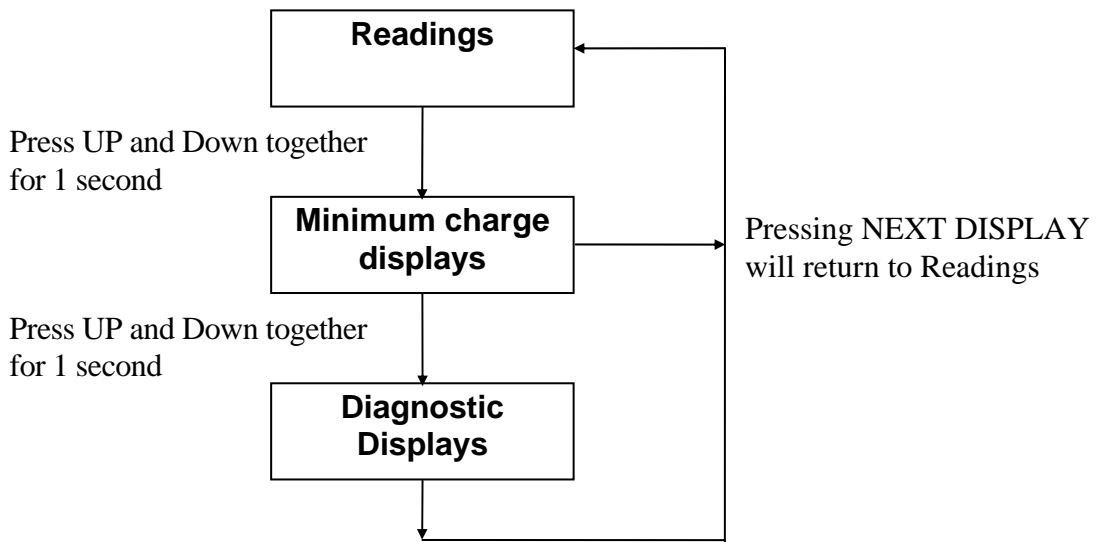 Readings
Press UP and Down together
for 1 second
Minimum charge
displays
Pressing NEXT DISPLAY
will return to Readings
Press UP and Down together
for 1 second
Diagnostic
Displays